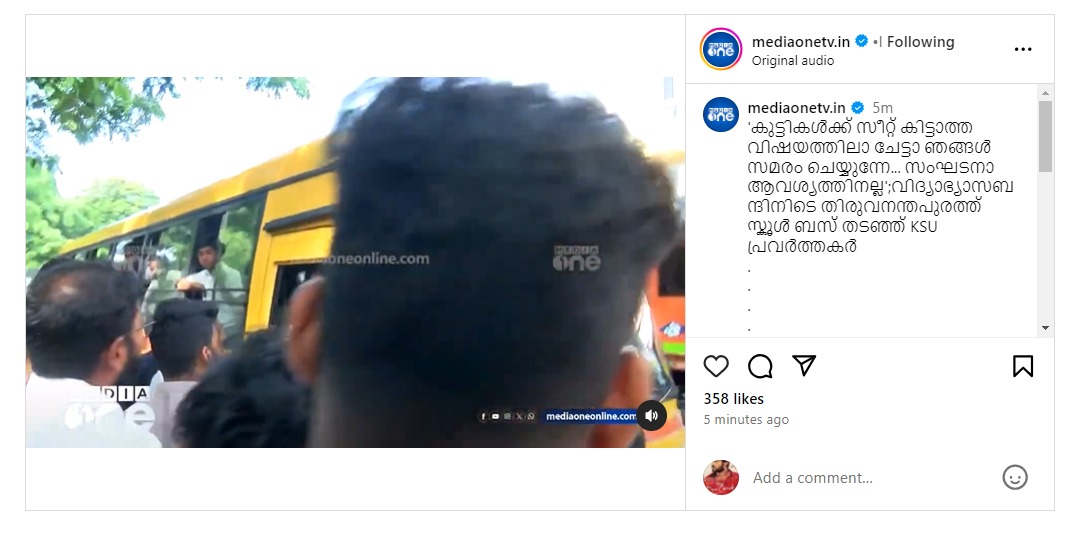 mediaonetv.in • Following
Original audio
mediaonetv.in 5m
'കുട്ടികൾക്ക് സീറ്റ് കിട്ടാത്ത
വിഷയത്തിലാ ചേട്ടാ ഞങ്ങൾ
സമരം ചെയ്യുന്നേ... സംഘടനാ
ആവശ്യത്തിനല്ല';വിദ്യാഭ്യാസബ
ന്ദിനിടെ തിരുവനന്തപുരത്ത്
സ്കൂൾ ബസ് തടഞ്ഞ് KSU
പ്രവർത്തകർ
.
.
.
.
oneonline.com
MEDIA
one
MEDIA
one
mediaoneonline.com
358 likes
5 minutes ago
Add a comment...